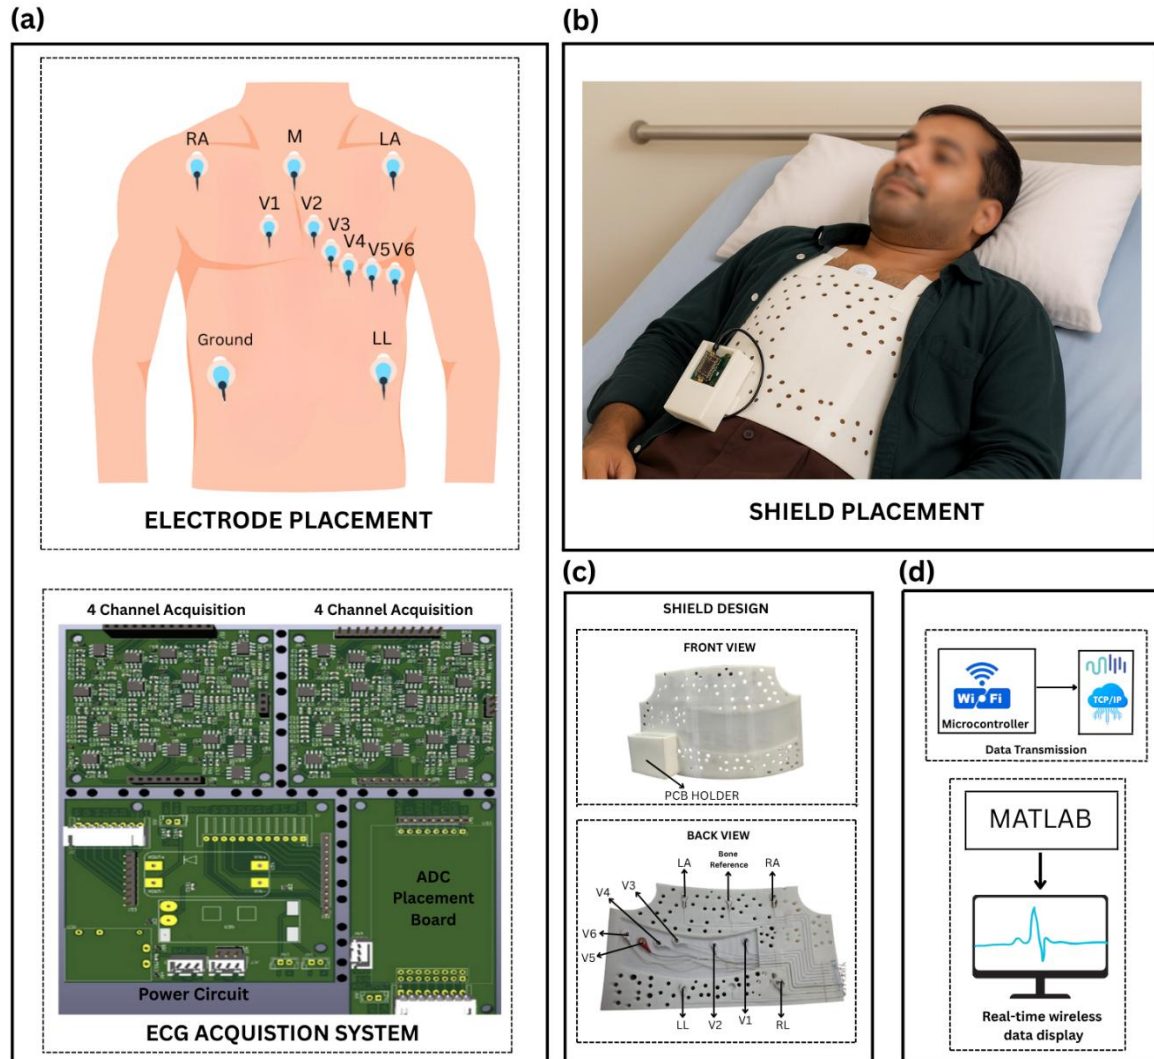 (a)
RA
M
LA
V1
V2
V3
V4
V5
V6
Ground
LL
ELECTRODE PLACEMENT
4 Channel Acquisition
4 Channel Acquisition
ADC
Placement
Board
Power Circuit
ECG ACQUISTION SYSTEM
(b)
SHIELD PLACEMENT
(c)
SHIELD DESIGN
FRONT VIEW
PCB HOLDER
BACK VIEW
LA
Bone
Reference
RA
V3
V4
V6
V5
LL
V2
V1
RL
(d)
Wi Fi
Microcontroller
TCP/IP
Data Transmission
MATLAB
Real-time wireless
data display